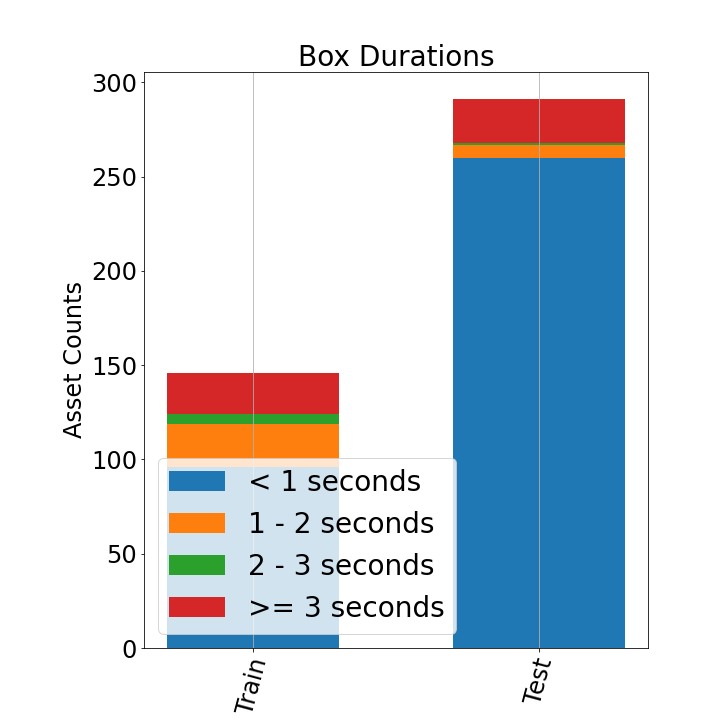 Box Durations
Asset Counts
300
250
200
150
100
50
0
< 1 seconds
1 - 2 seconds
2 - 3 seconds
>= 3 seconds
Train
Test